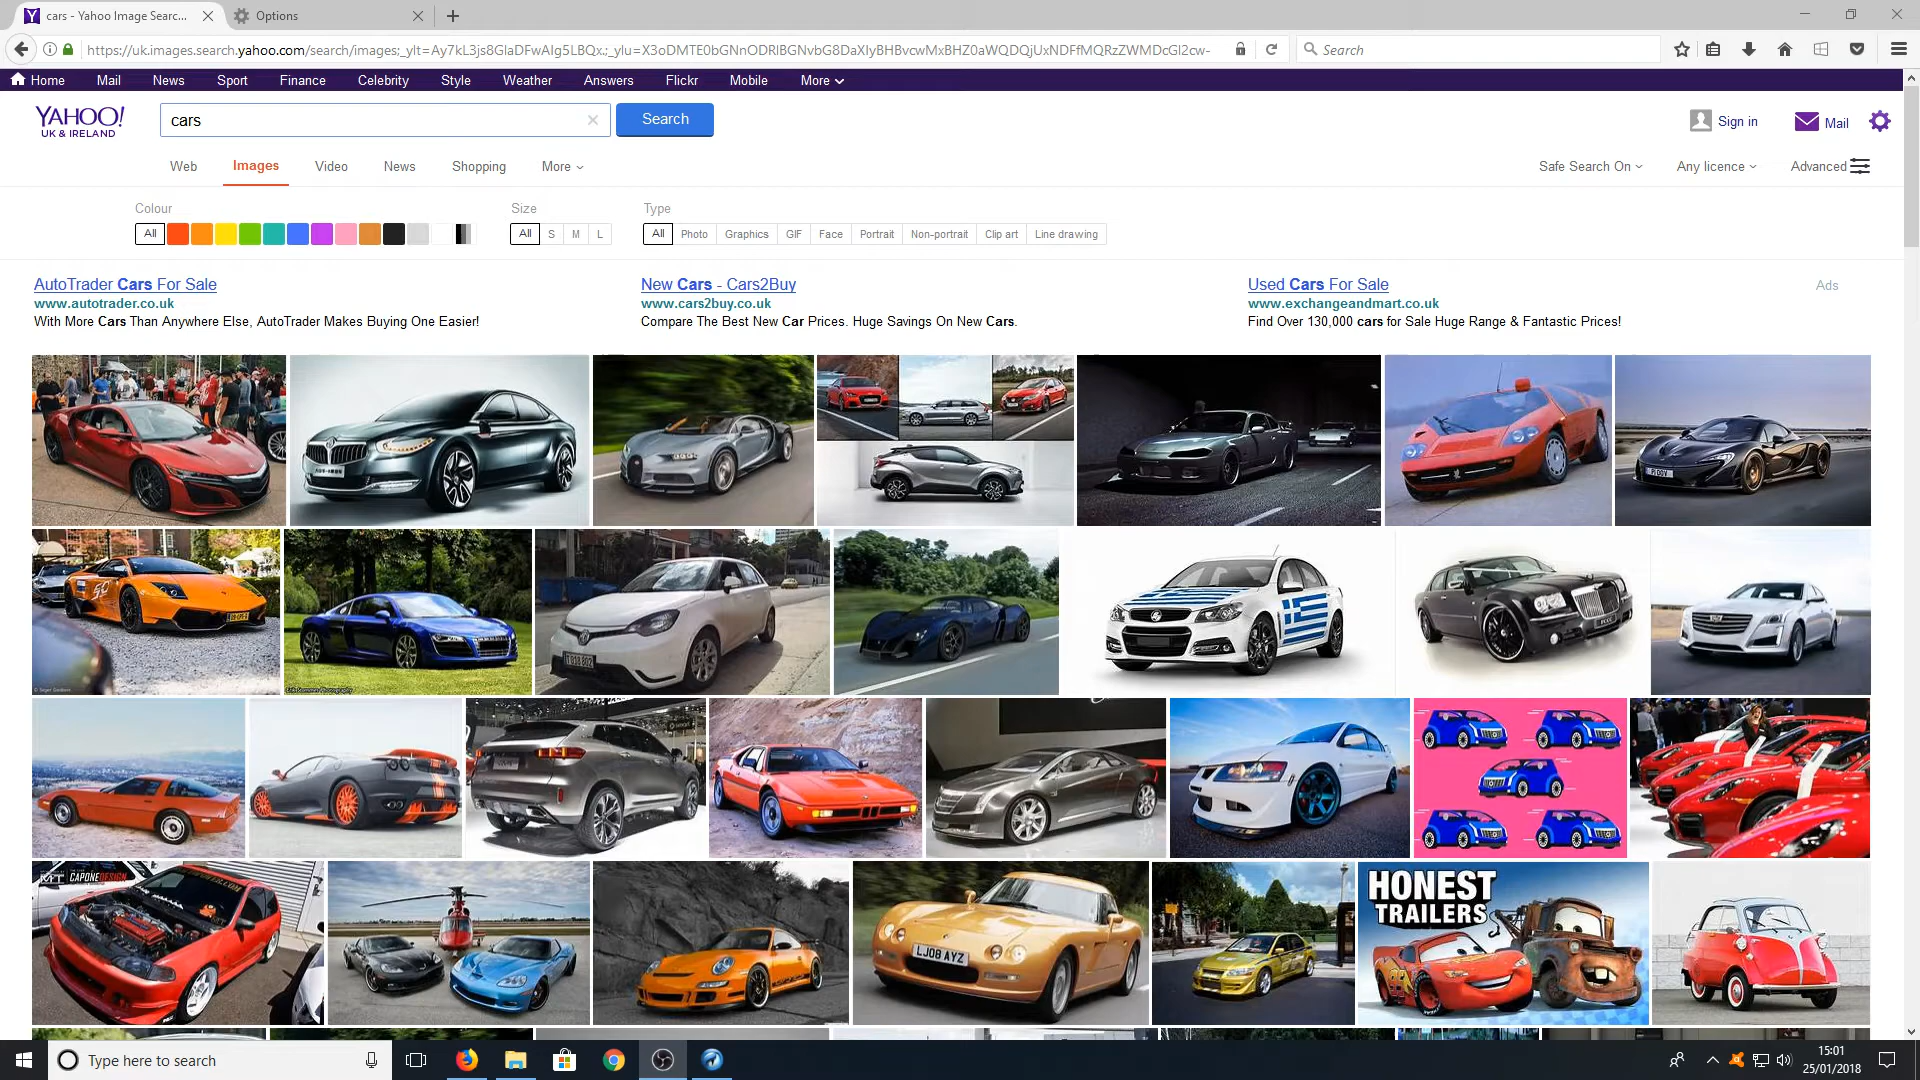 cars - Yahoo Image Searc...
Options
https://uk.images.search.yahoo.com/search/images;_ylt=Ay7kL3js8GlaDFwAIg5LBQx.;_ylu=X3oDMTE0bGNnODRlBGNvbG8DaXIyBHBvcwMxBHZ0aWQDQjUxNDFfMQRzZWMDcGl2cw--
Search
Home Mail News Sport Finance Celebrity Style Weather Answers Flickr Mobile More
YAHOO!
UK & IRELAND
cars
Search
Sign in
Mail
Web Images Video News Shopping More
Safe Search On Any licence Advanced
Colour Size Type
All
All S M L
All Photo Graphics GIF Face Portrait Non-portrait Clip art Line drawing
AutoTrader Cars For Sale
www.autotrader.co.uk
With More Cars Than Anywhere Else, AutoTrader Makes Buying One Easier!
New Cars - Cars2Buy
www.cars2buy.co.uk
Compare The Best New Car Prices. Huge Savings On New Cars.
Used Cars For Sale
www.exchangeandmart.co.uk
Find Over 130,000 cars for Sale Huge Range & Fantastic Prices!
Ads
CAPONE DESIGN
LJ08 AYZ
HONEST
TRAILERS
Type here to search
15:01
25/01/2018